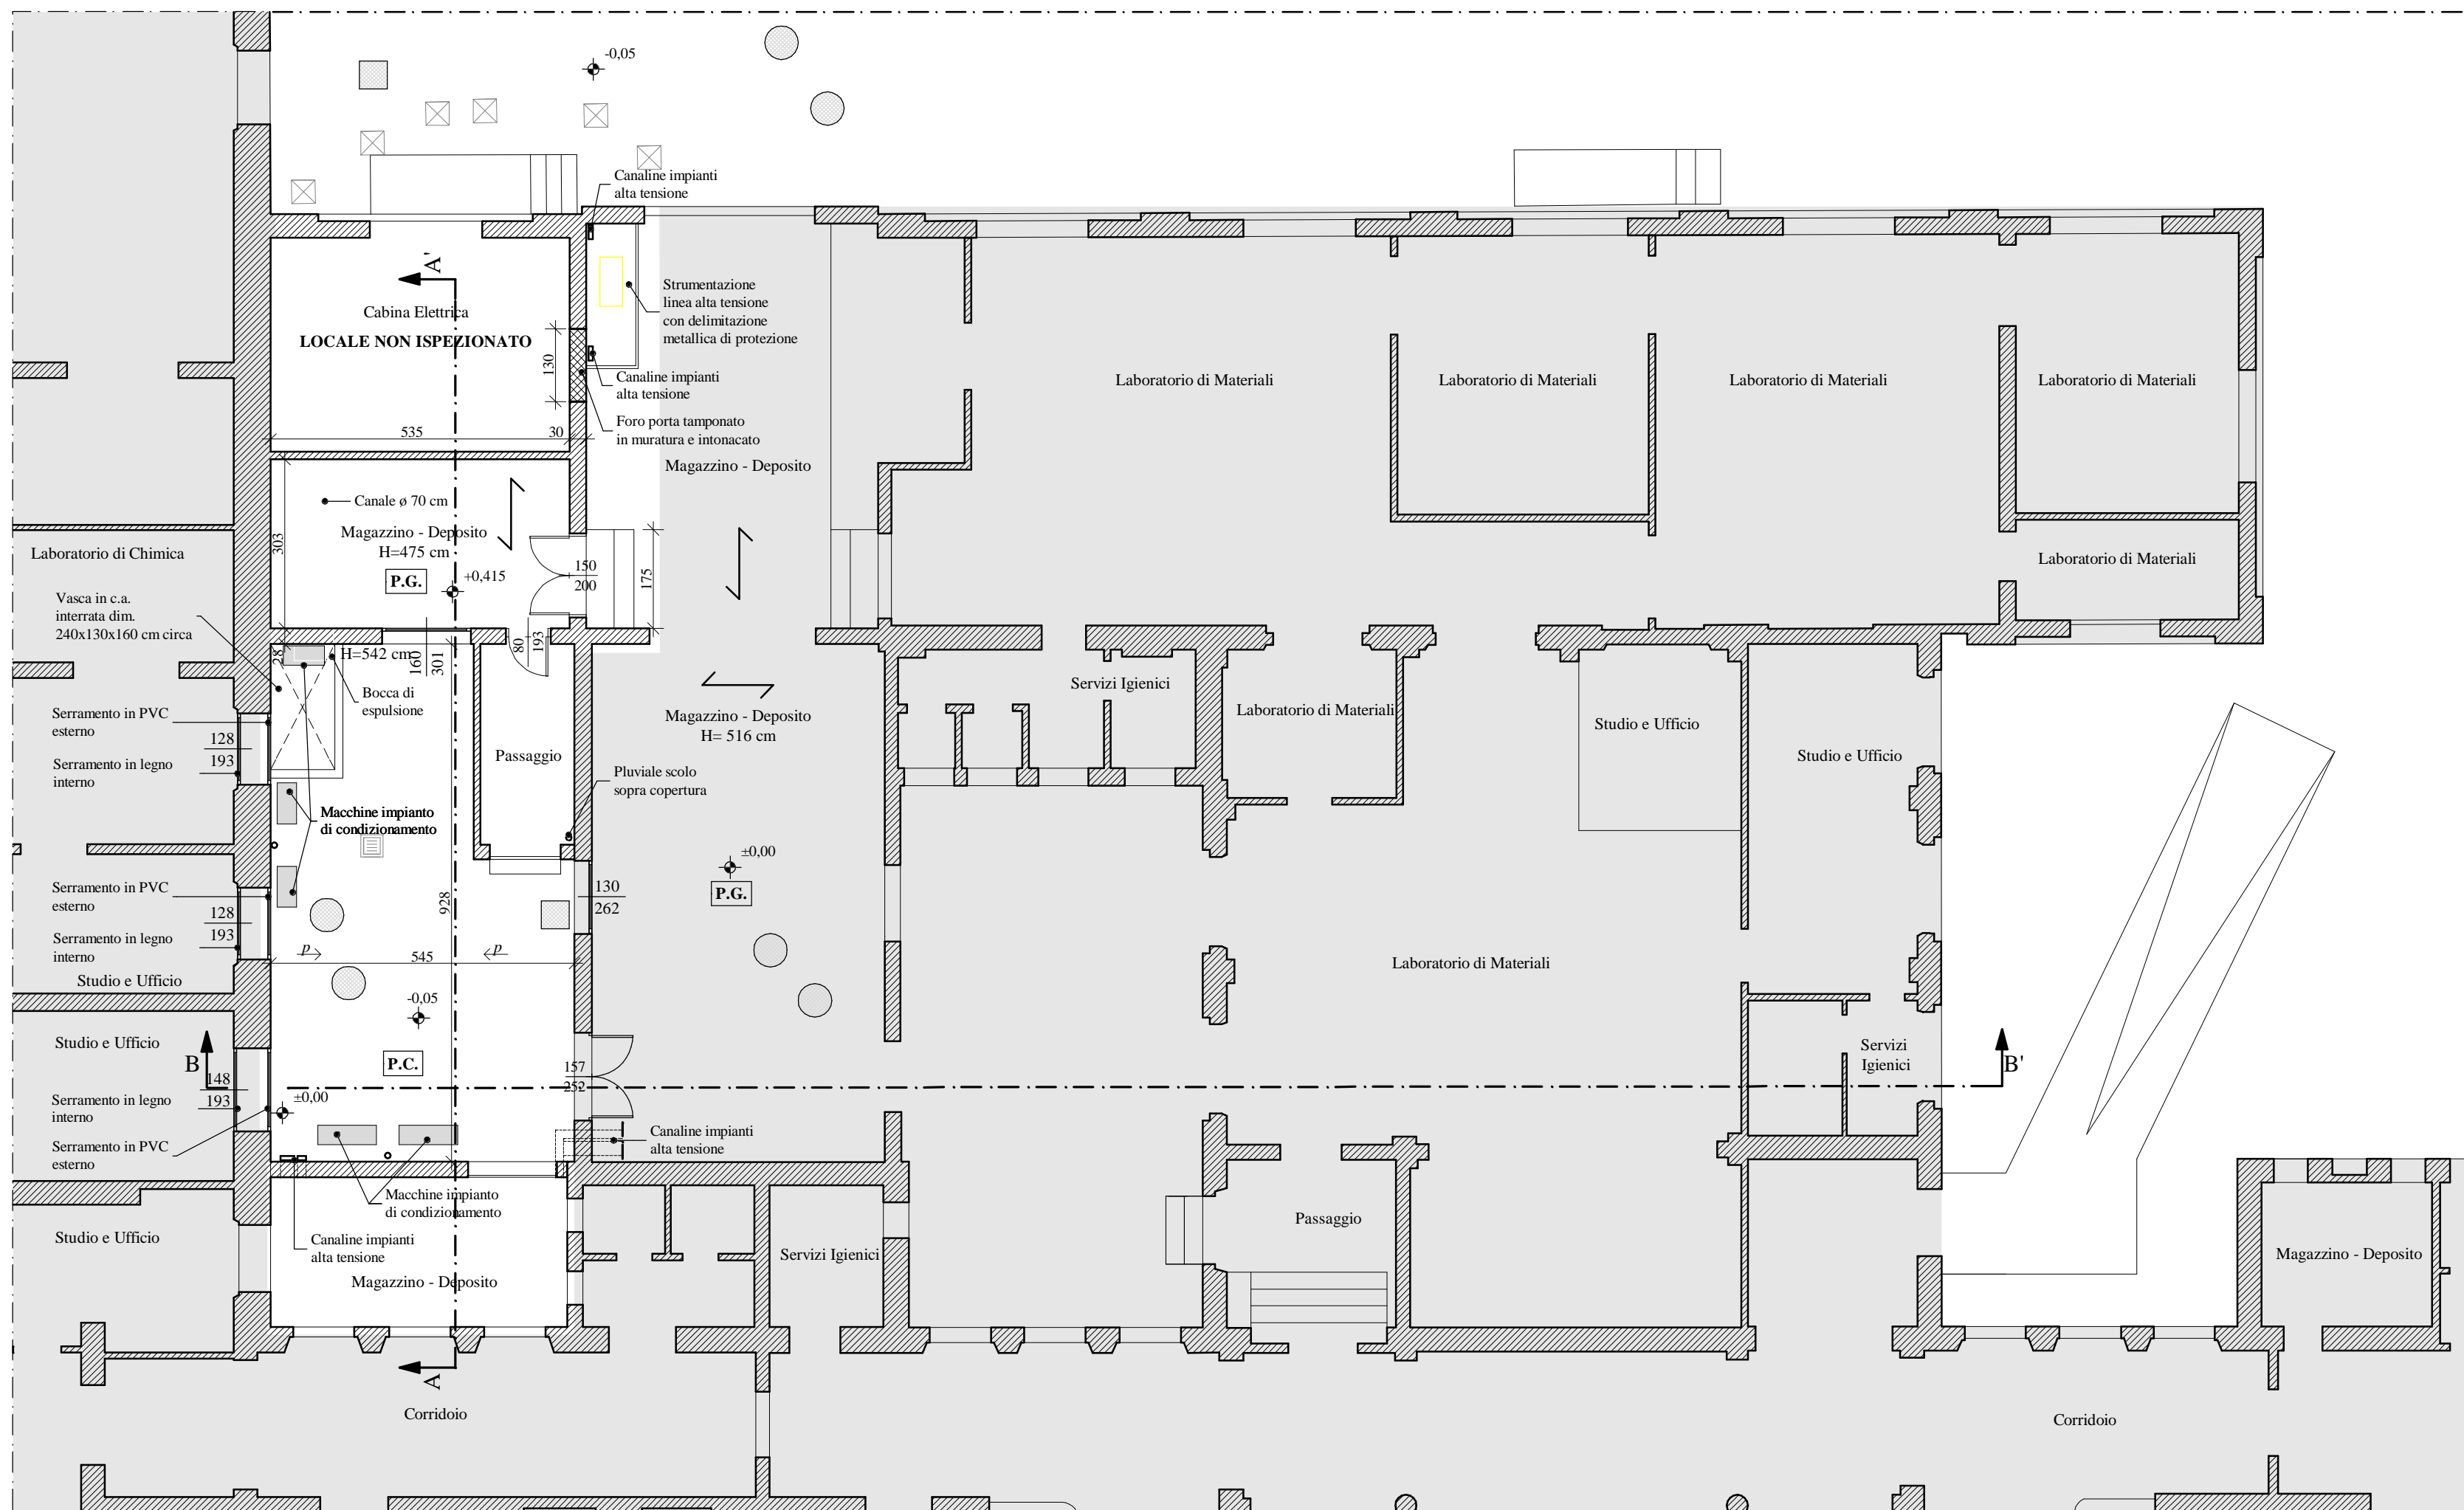 -0,05
Canaline impianti
alta tensione
A'
Cabina Elettrica
LOCALE NON ISPEZIONATO
130
Strumentazione
linea alta tensione
con delimitazione
metallica di protezione
Canaline impianti
alta tensione
Foro porta tamponato
in muratura e intonacato
535
30
Magazzino - Deposito
Laboratorio di Materiali
Laboratorio di Materiali
Laboratorio di Materiali
Laboratorio di Materiali
Canale ø 70 cm
Magazzino - Deposito
H=475 cm
P.G.
+0,415
303
150
200
175
Laboratorio di Materiali
Laboratorio di Chimica
Vasca in c.a.
interrata dim.
240x130x160 cm circa
28
H=542 cm
160
301
80
193
Bocca di
espulsione
Serramento in PVC
esterno
128
193
Serramento in legno
interno
Passaggio
Magazzino - Deposito
H= 516 cm
Pluviale scolo
sopra copertura
Servizi Igienici
Laboratorio di Materiali
Studio e Ufficio
Studio e Ufficio
Macchine impianto
di condizionamento
±0,00
P.G.
Serramento in PVC
esterno
128
193
Serramento in legno
interno
Studio e Ufficio
928
130
262
p
p
545
Laboratorio di Materiali
-0,05
P.C.
Studio e Ufficio
B
148
193
Serramento in legno
interno
Serramento in PVC
esterno
±0,00
157
252
Canaline impianti
alta tensione
Servizi
Igienici
B'
Macchine impianto
di condizionamento
Canaline impianti
alta tensione
Studio e Ufficio
Magazzino - Deposito
Servizi Igienici
Passaggio
Magazzino - Deposito
A
Corridoio
Corridoio